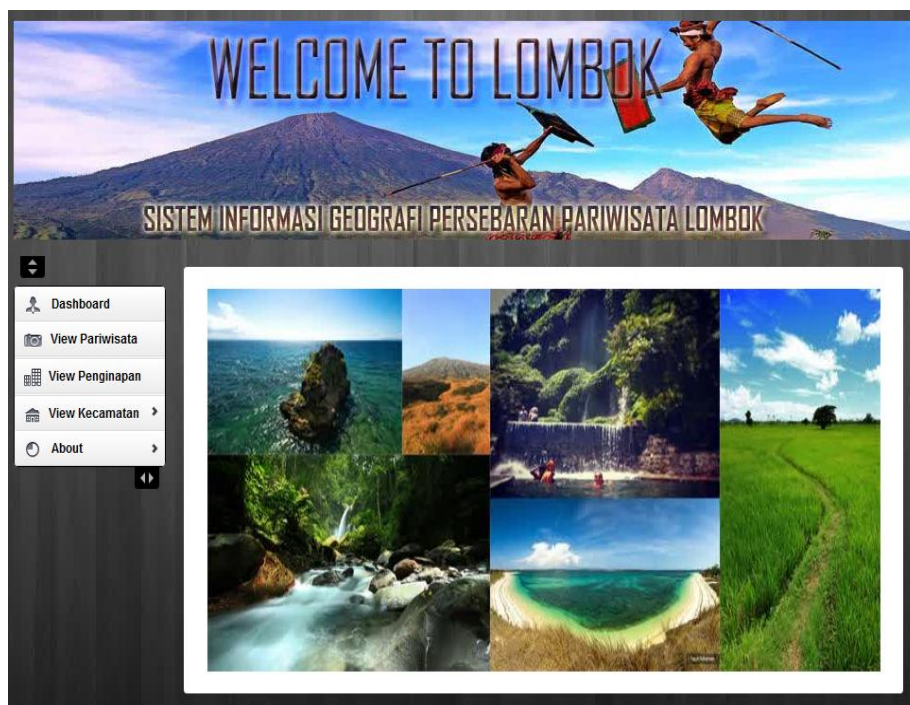 WELCOME TO LOMBOK
SISTEM INFORMASI GEOGRAFI PERSEBARAN PARIWISATA LOMBOK
Dashboard
View Pariwisata
View Penginapan
View Kecamatan
About